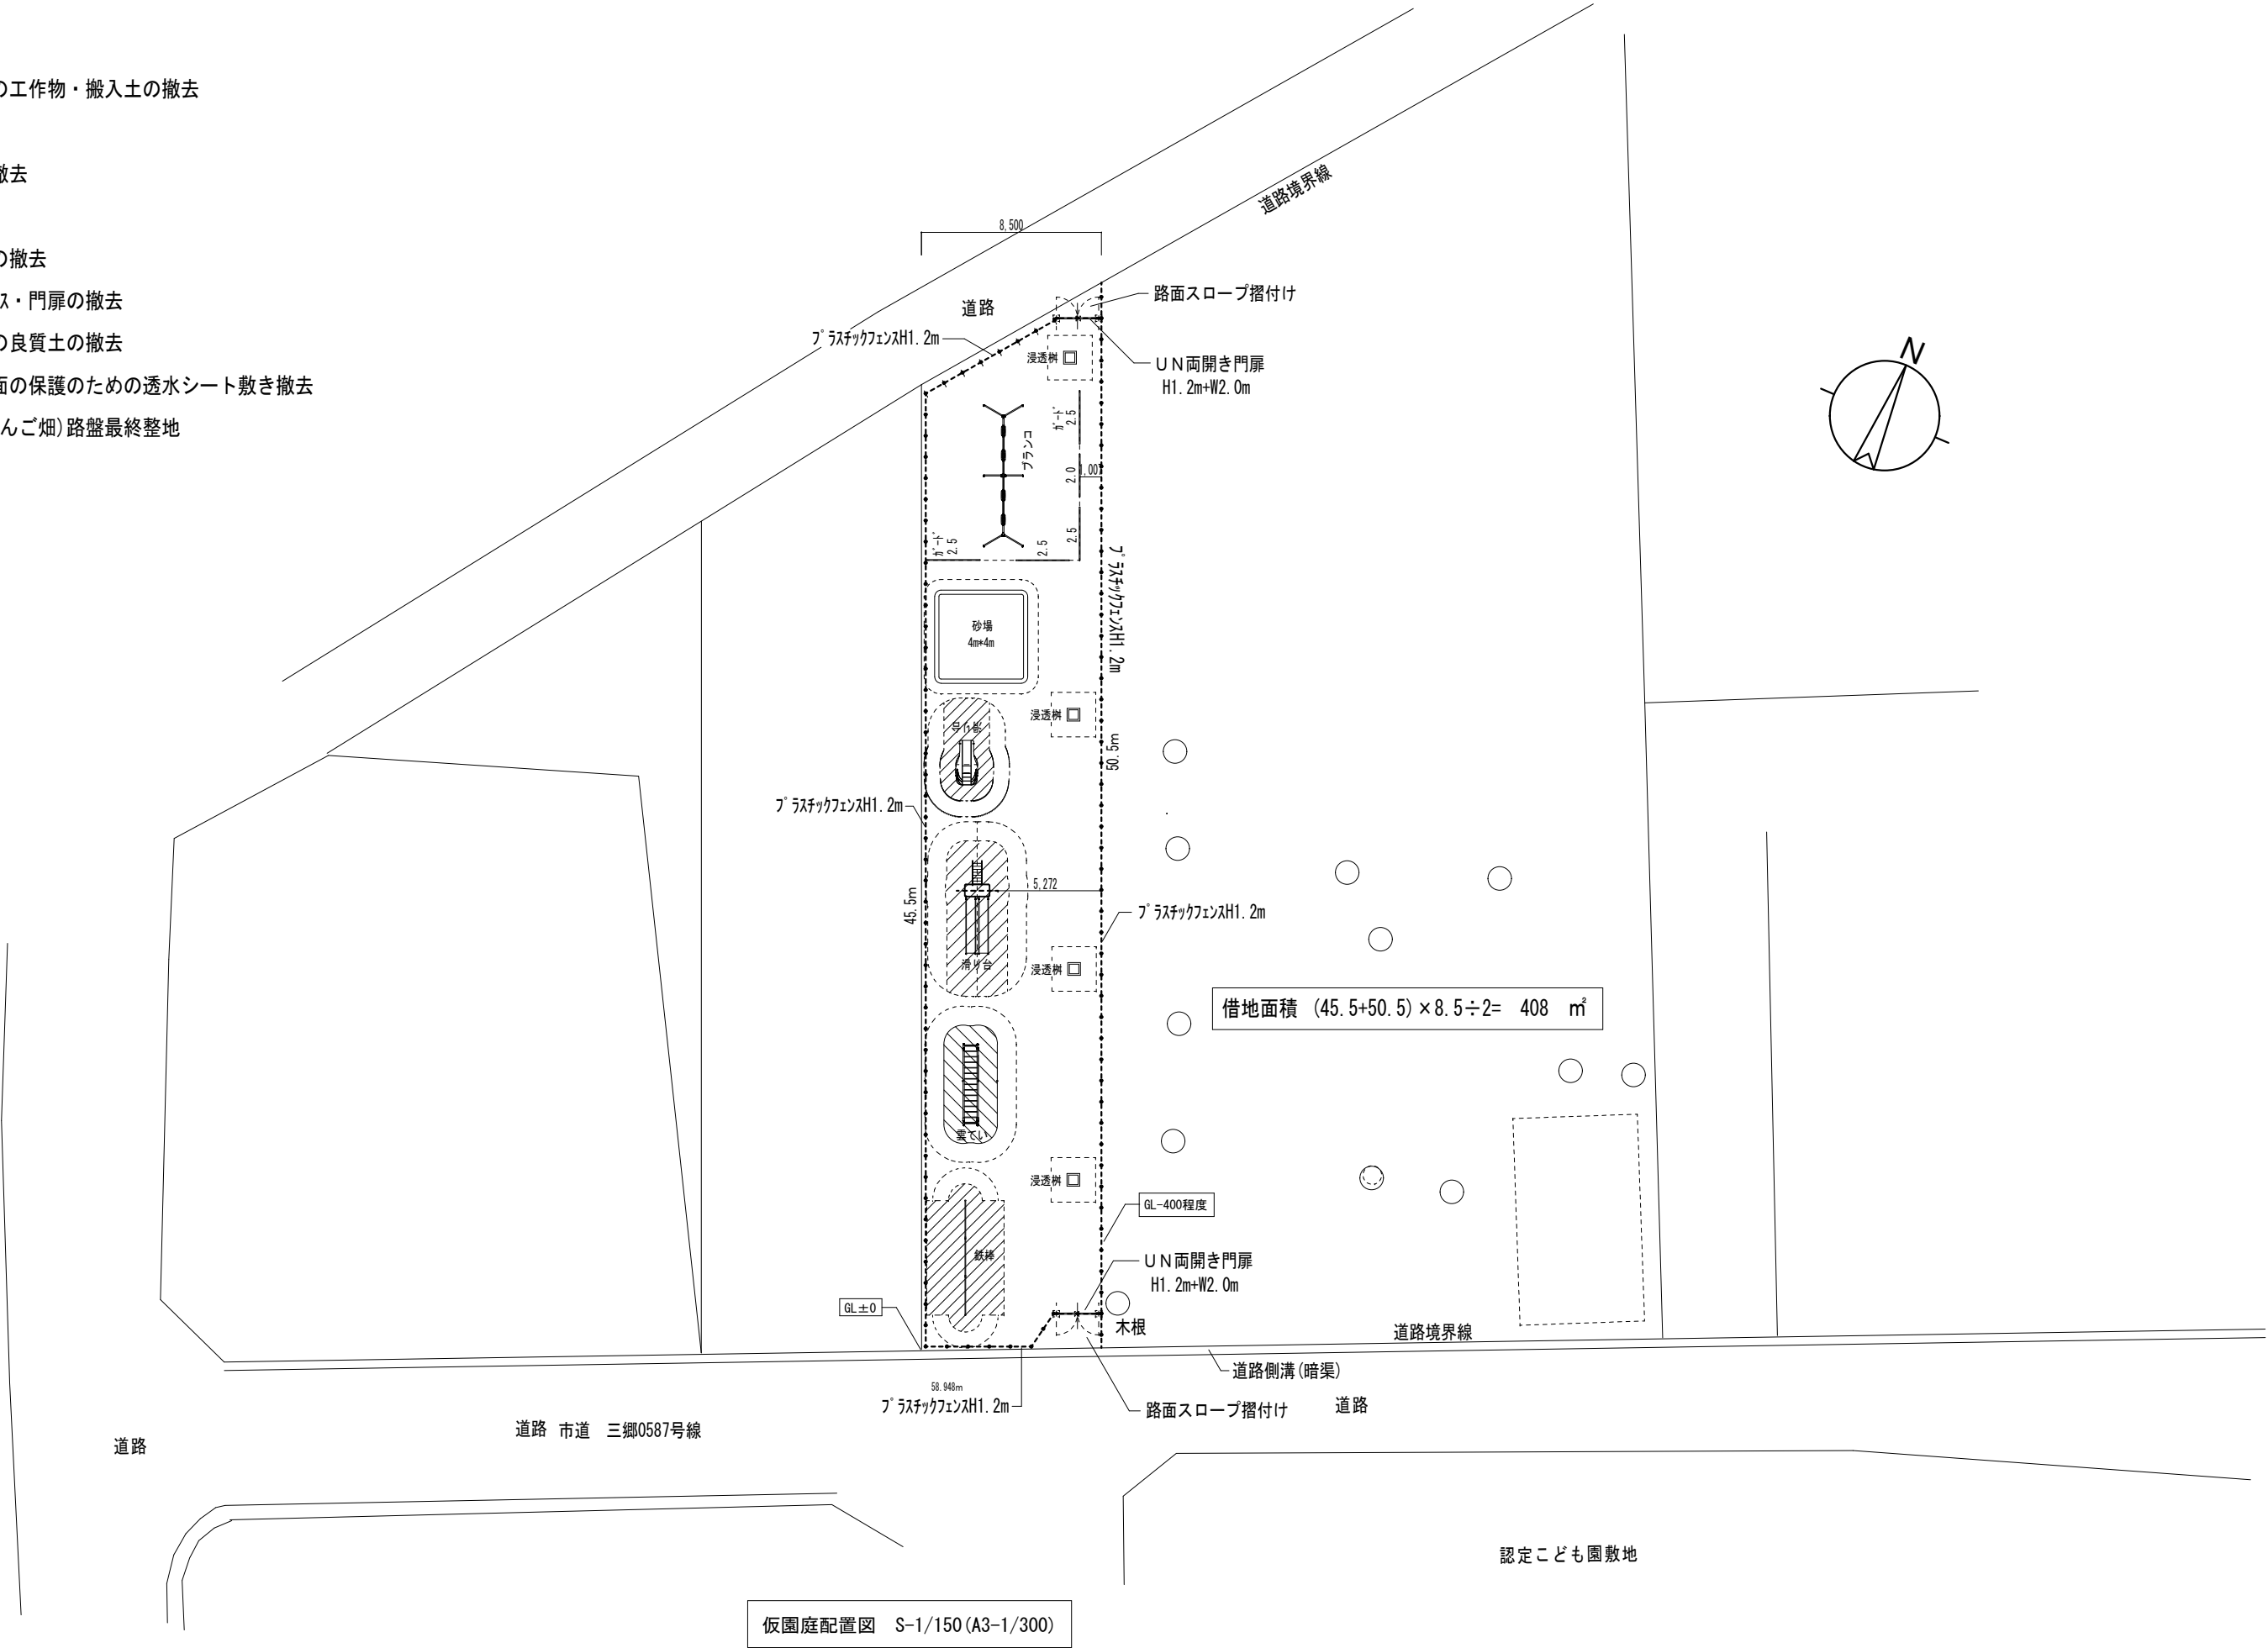 の工作物・搬入土の撤去
撤去
の撤去
ｽ・門扉の撤去
の良質土の撤去
面の保護のための透水シート敷き撤去
んご畑)路盤最終整地
道路境界線
8,500
道路
路面スロープ摺付け
ﾌﾟﾗｽﾁｯｸﾌｪﾝｽH1.2m
浸透桝
ＵＮ両開き門扉
H1.2m+W2.0m
N
ｶﾞｰﾄﾞ
2.5
ブランコ
2.0
1,00
2.5
ｶﾞｰﾄﾞ
2.5
2.5
ﾌﾟﾗｽﾁｯｸﾌｪﾝｽH1.2m
砂場
4m*4m
浸透桝
滑り台
50.5m
ﾌﾟﾗｽﾁｯｸﾌｪﾝｽH1.2m
5,272
45.5m
ﾌﾟﾗｽﾁｯｸﾌｪﾝｽH1.2m
滑り台
浸透桝
借地面積 (45.5+50.5)×8.5÷2= 408 ㎡
雲てい
浸透桝
GL-400程度
鉄棒
ＵＮ両開き門扉
H1.2m+W2.0m
GL±0
木根
道路境界線
道路側溝(暗渠)
58.948m
ﾌﾟﾗｽﾁｯｸﾌｪﾝｽH1.2m
路面スロープ摺付け
道路
道路 市道 三郷0587号線
道路
認定こども園敷地
仮園庭配置図 S-1/150(A3-1/300)